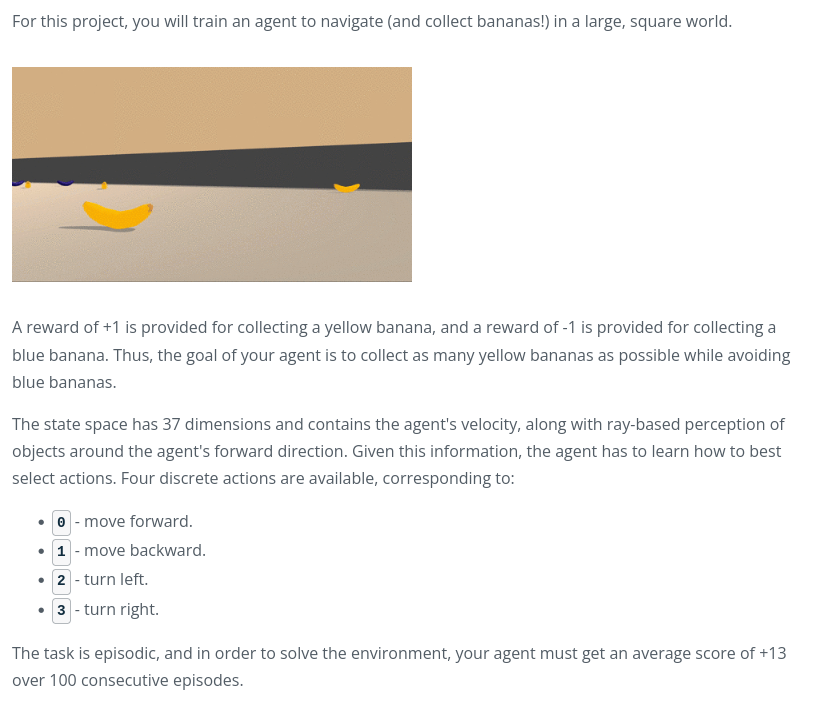 For this project, you will train an agent to navigate (and collect bananas!) in a large, square world.
A reward of +1 is provided for collecting a yellow banana, and a reward of -1 is provided for collecting a
blue banana. Thus, the goal of your agent is to collect as many yellow bananas as possible while avoiding
blue bananas.
The state space has 37 dimensions and contains the agent's velocity, along with ray-based perception of
objects around the agent's forward direction. Given this information, the agent has to learn how to best
select actions. Four discrete actions are available, corresponding to:
• 0 - move forward.
• 1 - move backward.
• 2 - turn left.
• 3 - turn right.
The task is episodic, and in order to solve the environment, your agent must get an average score of +13
over 100 consecutive episodes.